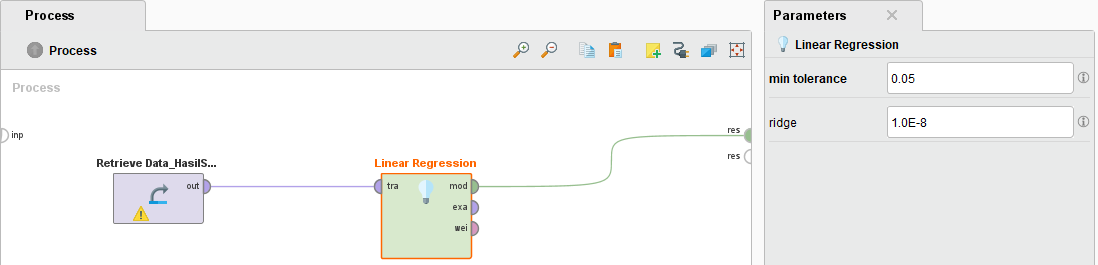 Process
Process
Process
inp
Retrieve Data_HasilS...
out
Linear Regression
tra
mod
exa
wei
res
res
Parameters
Linear Regression
min tolerance
0.05
ridge
1.0E-8